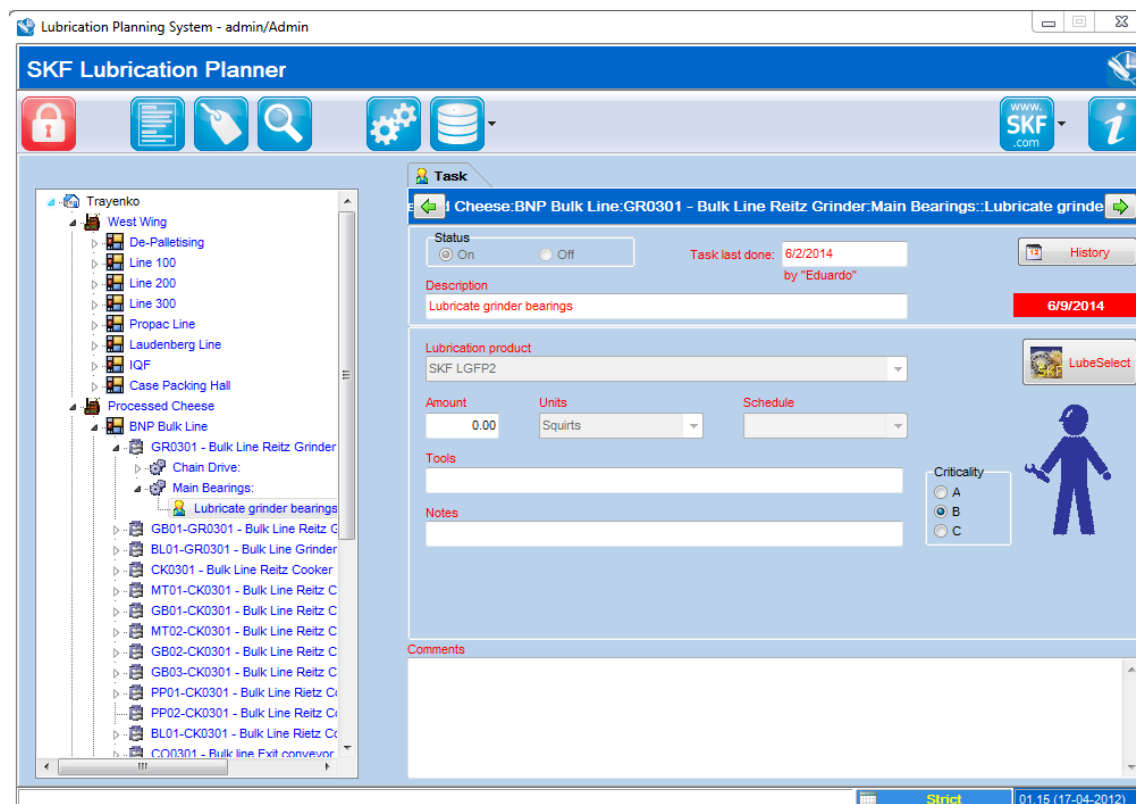 Lubrication Planning System - admin/Admin
SKF Lubrication Planner
www.
SKF
.com
i
Task
Cheese:BNP Bulk Line:GR0301 - Bulk Line Reitz Grinder:Main Bearings::Lubricate grinde
Status
On
Off
Task last done:
6/2/2014
by "Eduardo"
History
Description
Lubricate grinder bearings
6/9/2014
Lubrication product
SKF LGFP2
LubeSelect
Amount
Units
Schedule
0.00
Squirts
Tools
Criticality
A
B
C
Notes
Comments
Trayenko
West Wing
De-Palletising
Line 100
Line 200
Line 300
Propac Line
Laudenberg Line
IQF
Case Packing Hall
Processed Cheese
BNP Bulk Line
GR0301 - Bulk Line Reitz Grinder
Chain Drive:
Main Bearings:
Lubricate grinder bearings
GB01-GR0301 - Bulk Line Reitz G
BL01-GR0301 - Bulk Line Grinder
CK0301 - Bulk Line Reitz Cooker
MT01-CK0301 - Bulk Line Reitz C
GB01-CK0301 - Bulk Line Reitz C
MT02-CK0301 - Bulk Line Reitz C
GB02-CK0301 - Bulk Line Reitz C
GB03-CK0301 - Bulk Line Reitz C
PP01-CK0301 - Bulk Line Rietz Co
PP02-CK0301 - Bulk Line Reitz Co
BL01-CK0301 - Bulk Line Rietz Co
CO0301 - Bulk line Exit conveyor
Strict
01.15 (17-04-2012)